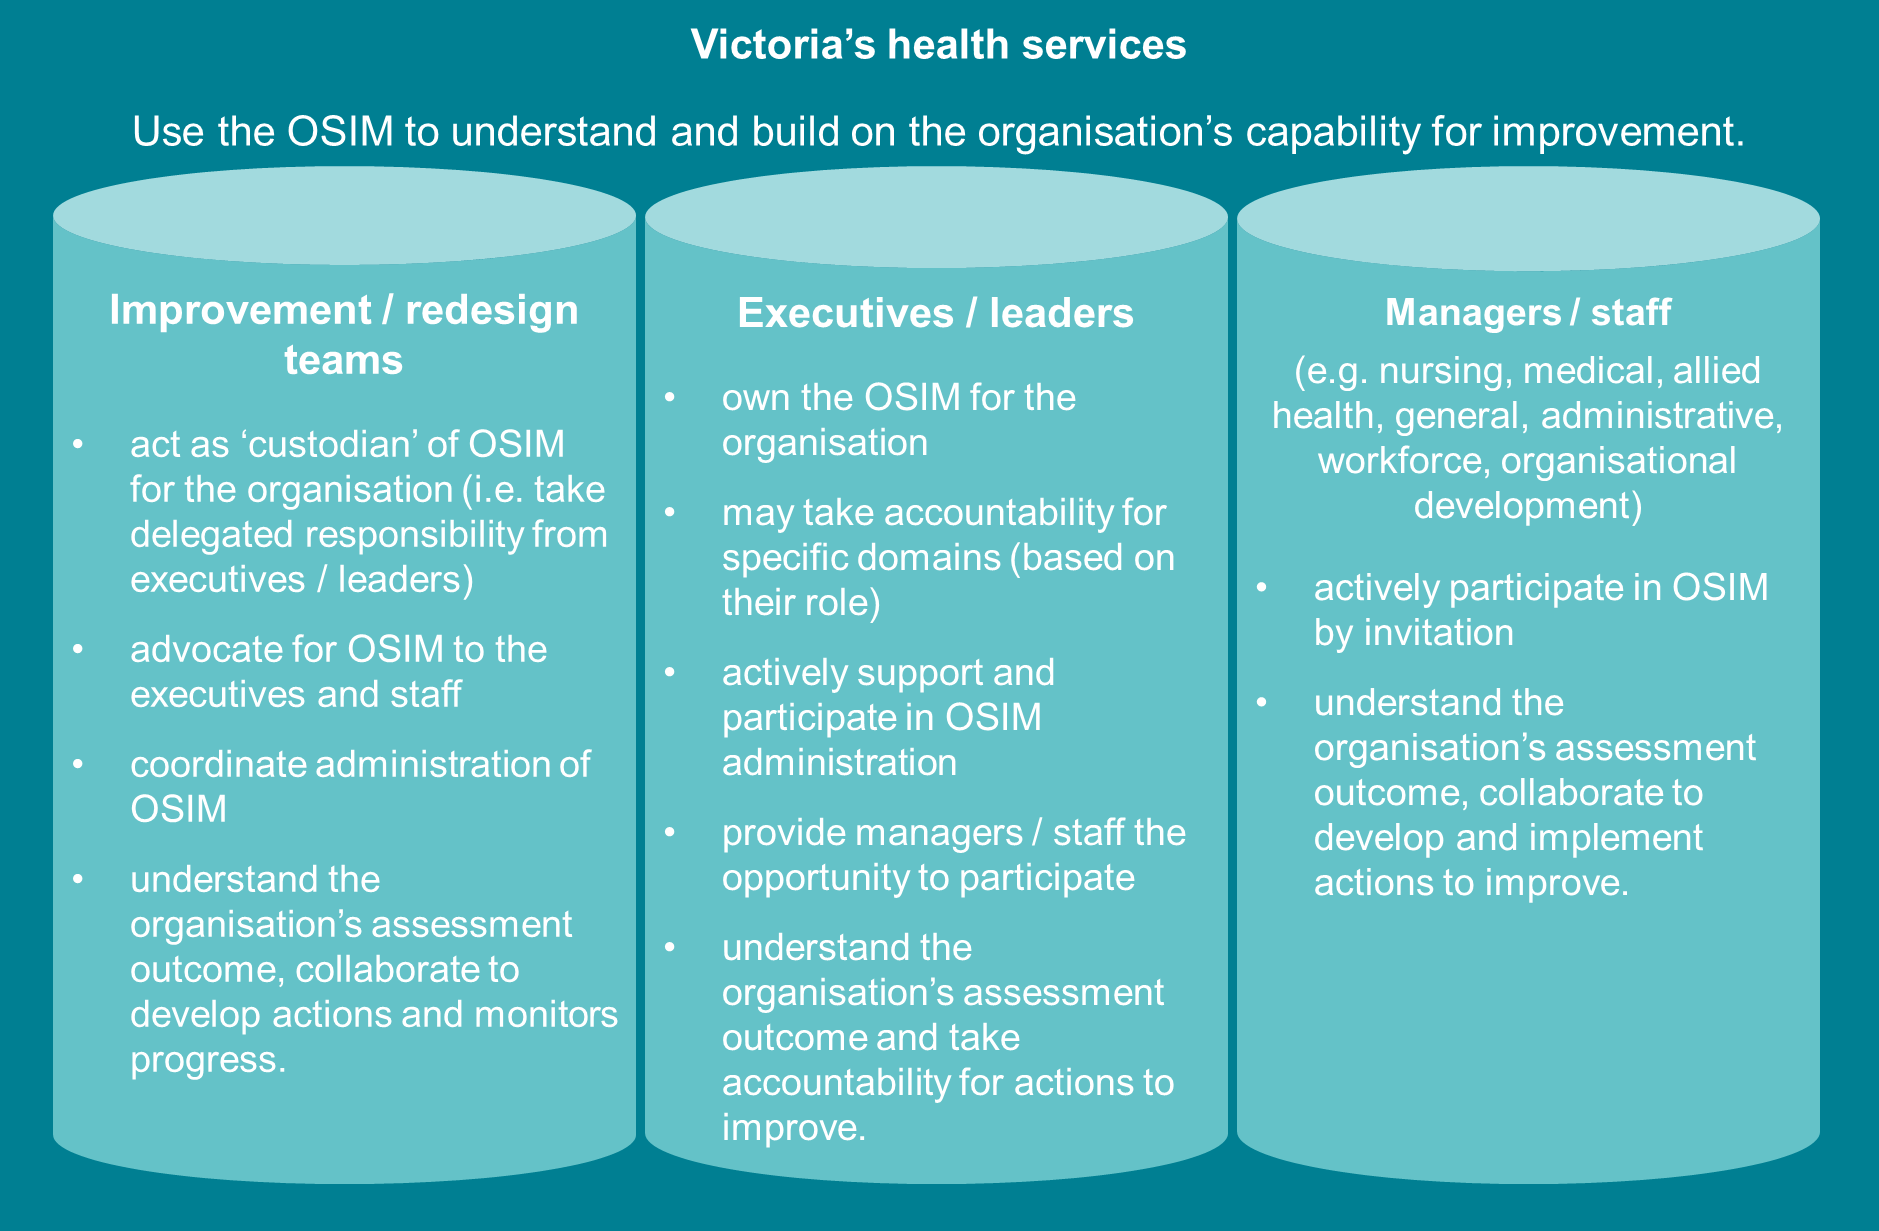 Victoria’s health services
Use the OSIM to understand and build on the organisation’s capability for improvement.
Improvement / redesign
teams
• act as ‘custodian’ of OSIM
for the organisation (i.e. take
delegated responsibility from
executives / leaders)
• advocate for OSIM to the
executives and staff
• coordinate administration of
OSIM
• understand the
organisation’s assessment
outcome, collaborate to
develop actions and monitors
progress.
Executives / leaders
• own the OSIM for the
organisation
• may take accountability for
specific domains (based on
their role)
• actively support and
participate in OSIM
administration
• provide managers / staff the
opportunity to participate
• understand the
organisation’s assessment
outcome and take
accountability for actions to
improve.
Managers / staff
(e.g. nursing, medical, allied
health, general, administrative,
workforce, organisational
development)
• actively participate in OSIM
by invitation
• understand the
organisation’s assessment
outcome, collaborate to
develop and implement
actions to improve.